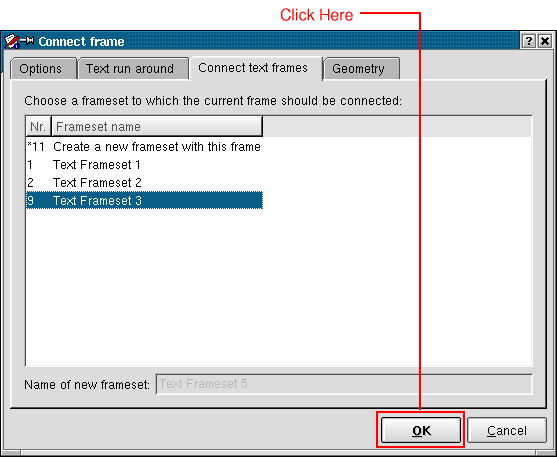 Click Here
Connect frame
Options Text run around Connect text frames Geometry
Choose a frameset to which the current frame should be connected:
Nr. Frameset name
*11 Create a new frameset with this frame
1 Text Frameset 1
2 Text Frameset 2
9 Text Frameset 3
Name of new frameset: Text Frameset 5
OK Cancel